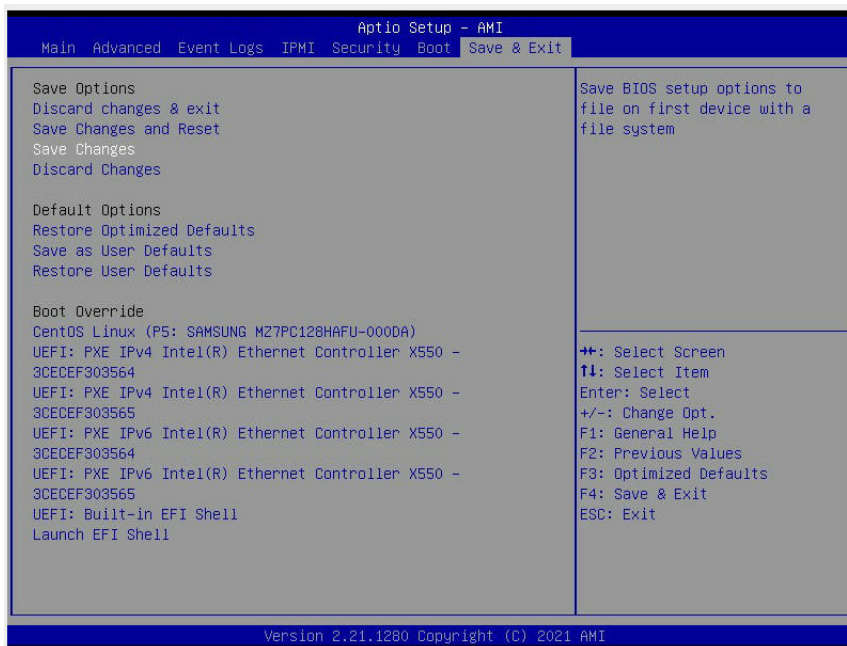 Aptio Setup – AMI
Main Advanced Event Logs IPMI Security Boot Save & Exit
Save Options
Discard changes & exit
Save Changes and Reset
Save Changes
Discard Changes
Default Options
Restore Optimized Defaults
Save as User Defaults
Restore User Defaults
Boot Override
CentOS Linux (P5: SAMSUNG MZ7PC128HAFU-000DA)
UEFI: PXE IPv4 Intel(R) Ethernet Controller X550 –
3CECEF303564
UEFI: PXE IPv4 Intel(R) Ethernet Controller X550 –
3CECEF303565
UEFI: PXE IPv6 Intel(R) Ethernet Controller X550 –
3CECEF303564
UEFI: PXE IPv6 Intel(R) Ethernet Controller X550 –
3CECEF303565
UEFI: Built-in EFI Shell
Launch EFI Shell
Save BIOS setup options to
file on first device with a
file system
→←: Select Screen
↑↓: Select Item
Enter: Select
+/-: Change Opt.
F1: General Help
F2: Previous Values
F3: Optimized Defaults
F4: Save & Exit
ESC: Exit
Version 2.21.1280 Copyright (C) 2021 AMI